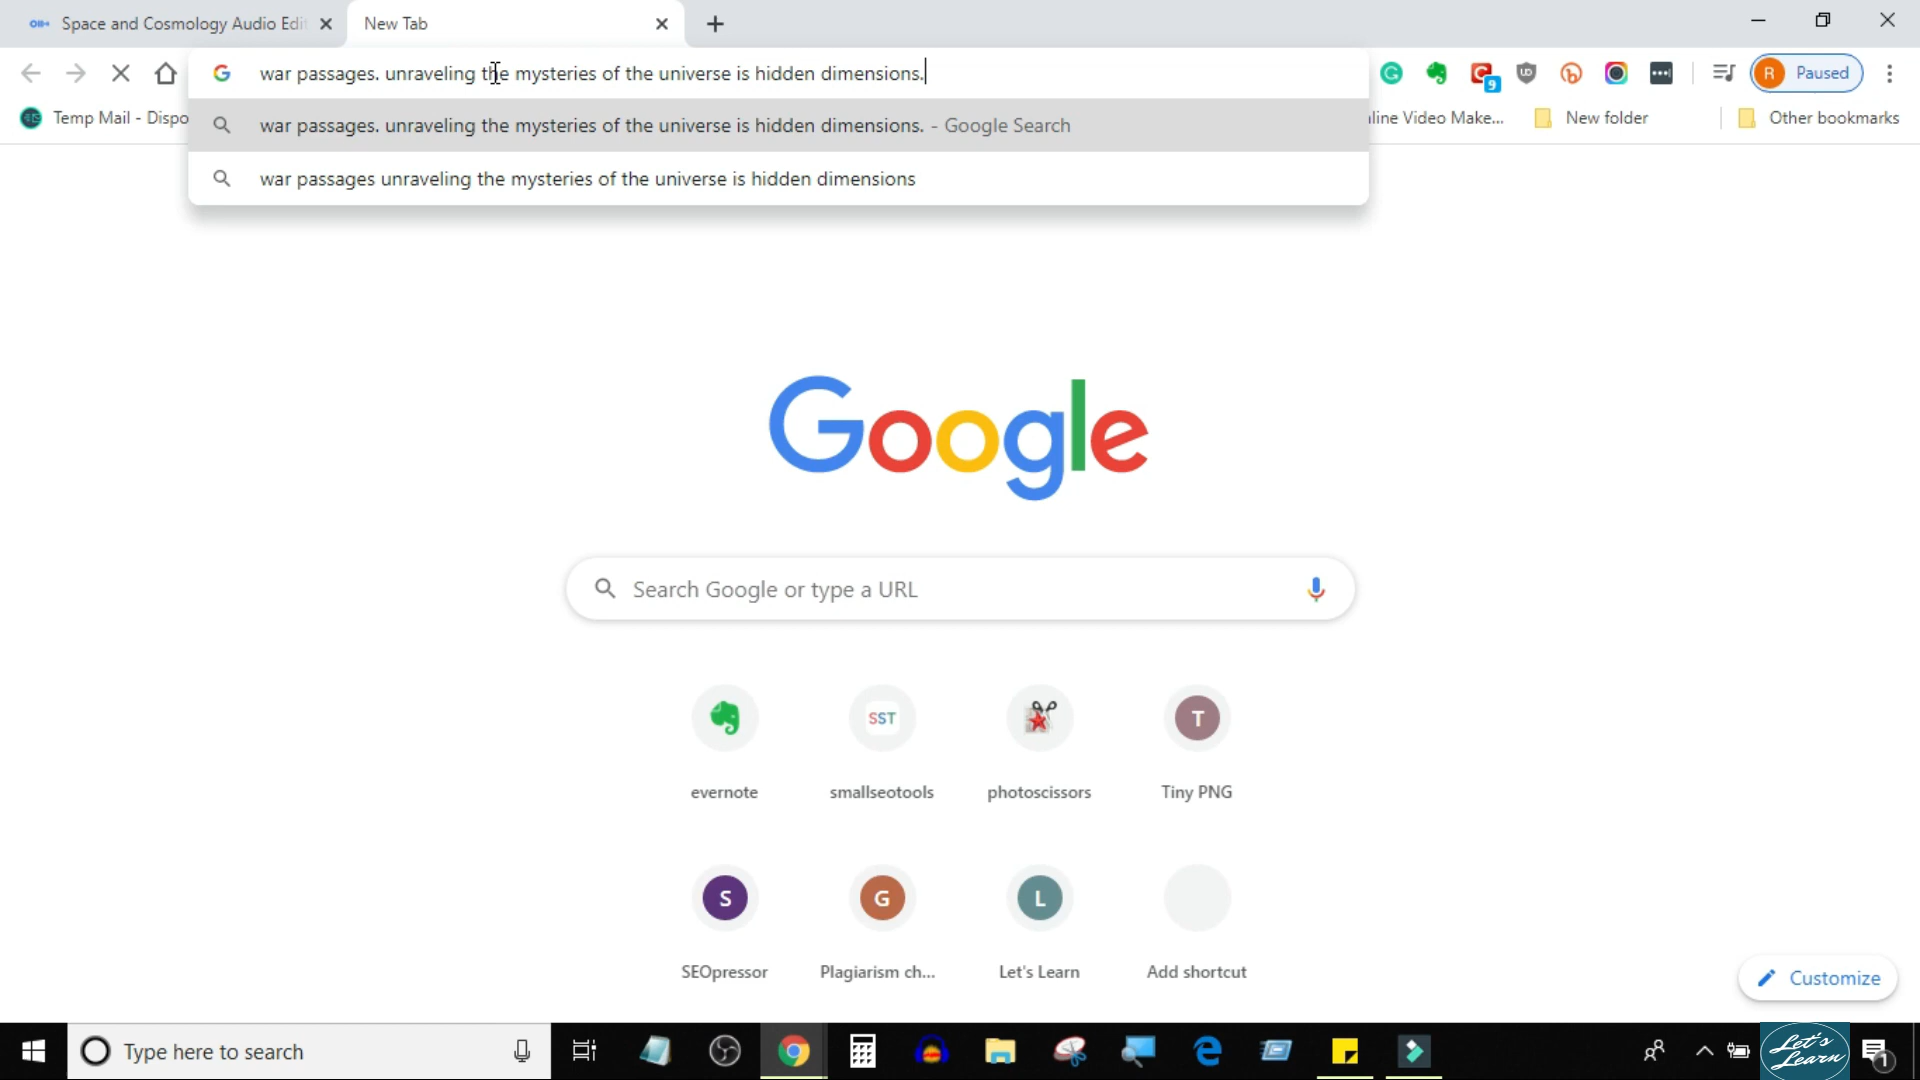 Space and Cosmology Audio Edi
New Tab
war passages. unraveling the mysteries of the universe is hidden dimensions.
9
R Paused
Temp Mail - Dispo
war passages. unraveling the mysteries of the universe is hidden dimensions. - Google Search
line Video Make...
New folder
Other bookmarks
war passages unraveling the mysteries of the universe is hidden dimensions
Google
Search Google or type a URL
SST
T
evernote
smallseotools
photoscissors
Tiny PNG
S
G
L
SEOpressor
Plagiarism ch...
Let's Learn
Add shortcut
Customize
Type here to search
Let's
Learn
1